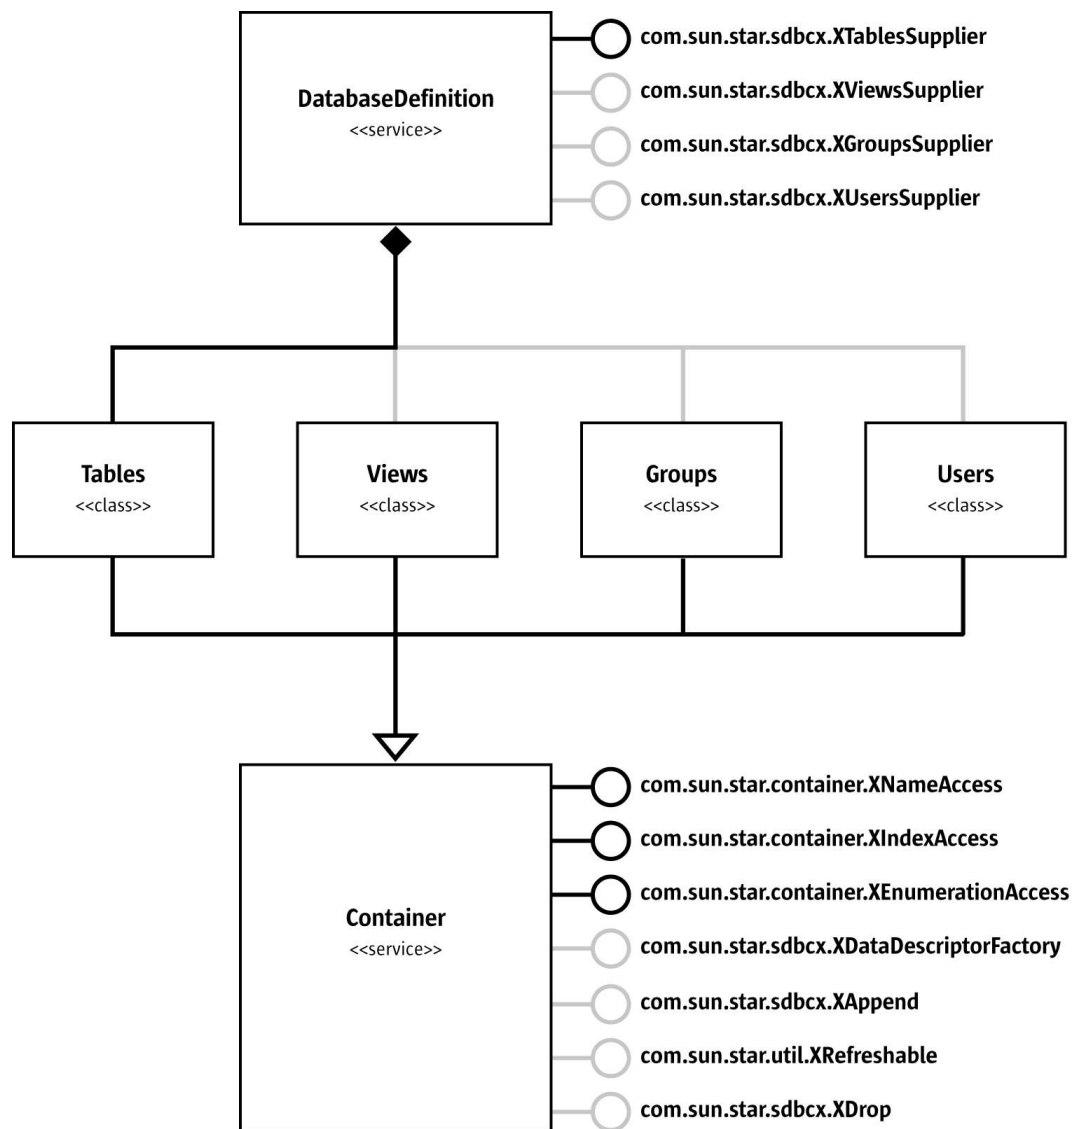 DatabaseDefinition
<<service>>
com.sun.star.sdbcx.XTablesSupplier
com.sun.star.sdbcx.XViewsSupplier
com.sun.star.sdbcx.XGroupsSupplier
com.sun.star.sdbcx.XUsersSupplier
Tables
<<class>>
Views
<<class>>
Groups
<<class>>
Users
<<class>>
Container
<<service>>
com.sun.star.container.XNameAccess
com.sun.star.container.XIndexAccess
com.sun.star.container.XEnumerationAccess
com.sun.star.sdbcx.XDataDescriptorFactory
com.sun.star.sdbcx.XAppend
com.sun.star.util.XRefreshable
com.sun.star.sdbcx.XDrop